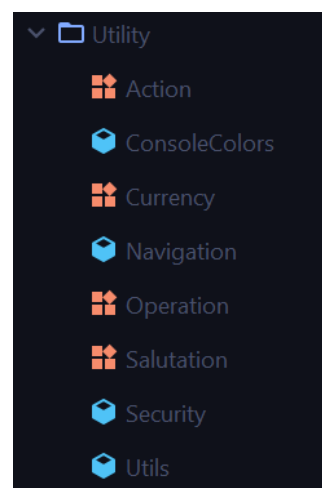 Utility
Action
ConsoleColors
Currency
Navigation
Operation
Salutation
Security
Utils